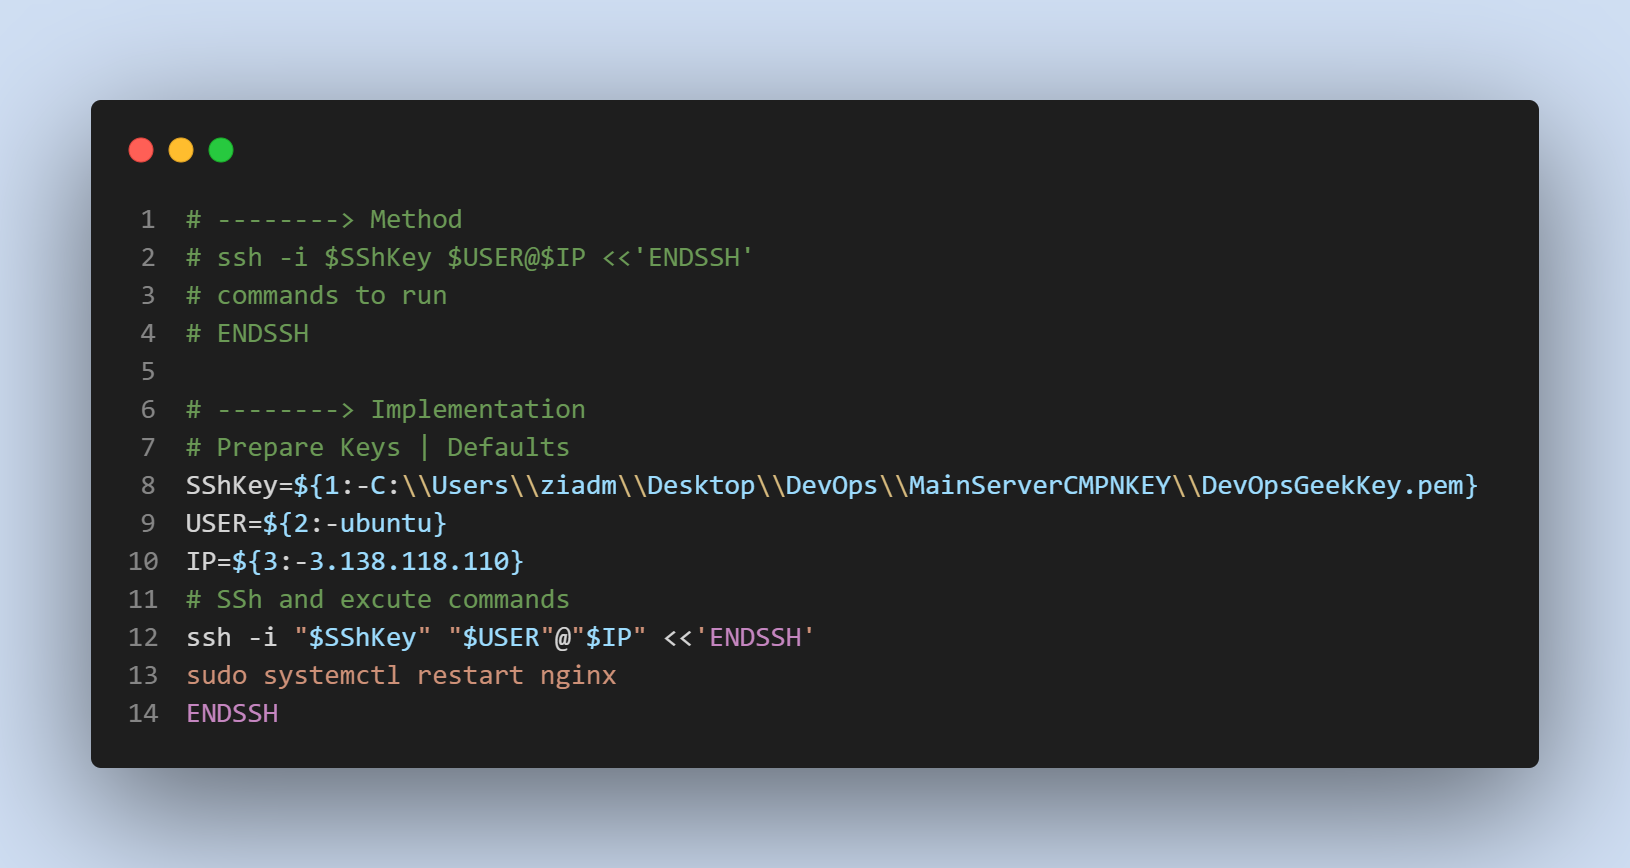 1 # --------> Method
2 # ssh -i $SShKey $USER@$IP <<'ENDSSH'
3 # commands to run
4 # ENDSSH
5
6 # --------> Implementation
7 # Prepare Keys | Defaults
8 SShKey=${1:-C:\\Users\\ziadm\\Desktop\\DevOps\\MainServerCMPNKEY\\DevOpsGeekKey.pem}
9 USER=${2:-ubuntu}
10 IP=${3:-3.138.118.110}
11 # SSh and excute commands
12 ssh -i "$SShKey" "$USER"@"$IP" <<'ENDSSH'
13 sudo systemctl restart nginx
14 ENDSSH